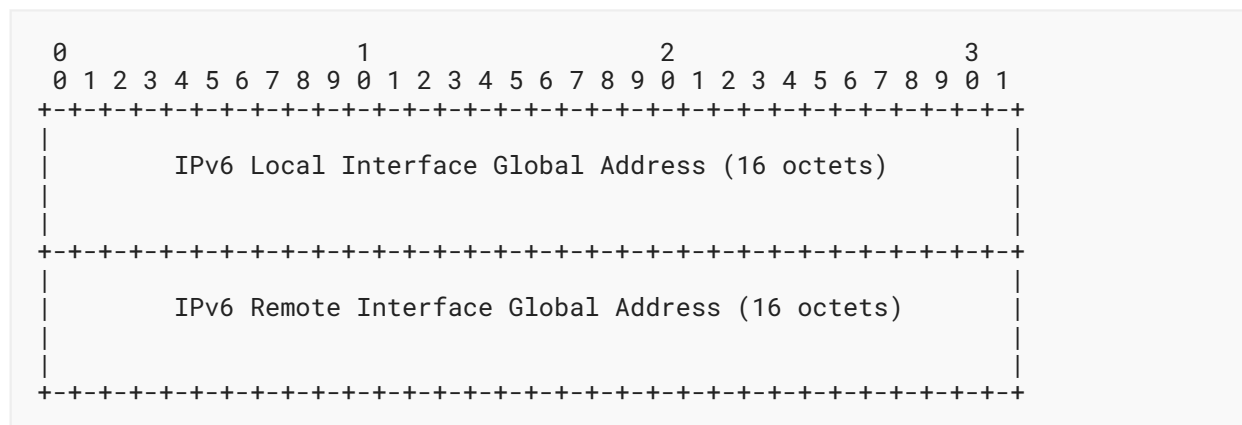 0                   1                   2                   3
 0 1 2 3 4 5 6 7 8 9 0 1 2 3 4 5 6 7 8 9 0 1 2 3 4 5 6 7 8 9 0 1
+-+-+-+-+-+-+-+-+-+-+-+-+-+-+-+-+-+-+-+-+-+-+-+-+-+-+-+-+-+-+-+-+
|                                                               |
|        IPv6 Local Interface Global Address (16 octets)        |
|                                                               |
|                                                               |
+-+-+-+-+-+-+-+-+-+-+-+-+-+-+-+-+-+-+-+-+-+-+-+-+-+-+-+-+-+-+-+-+
|                                                               |
|        IPv6 Remote Interface Global Address (16 octets)       |
|                                                               |
|                                                               |
+-+-+-+-+-+-+-+-+-+-+-+-+-+-+-+-+-+-+-+-+-+-+-+-+-+-+-+-+-+-+-+-+